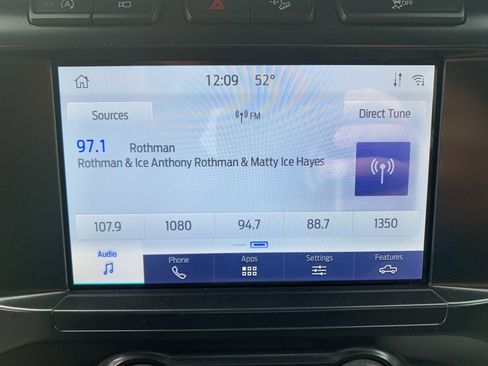 OFF
12:09 52°
Sources FM Direct Tune
97.1 Rothman
Rothman & Ice Anthony Rothman & Matty Ice Hayes
107.9 1080 94.7 88.7 1350
Audio Phone Apps Settings Features